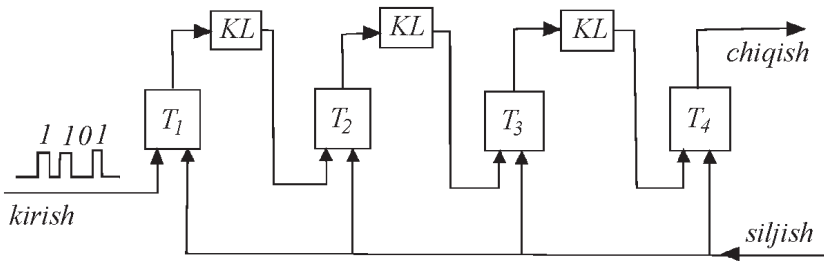 KL KL KL
chiqish
T1 T2 T3 T4
1 101
kirish
siljish